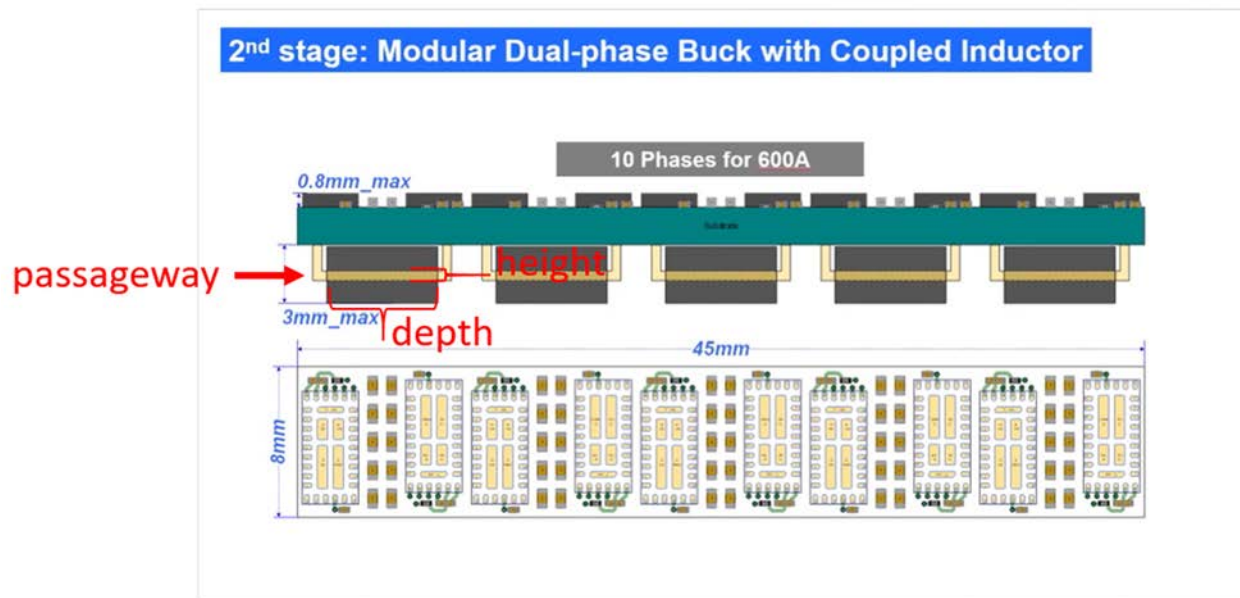 2nd stage: Modular Dual-phase Buck with Coupled Inductor
10 Phases for 600A
0.8mm_max
Substrate
passageway
height
3mm_max
depth
45mm
8mm